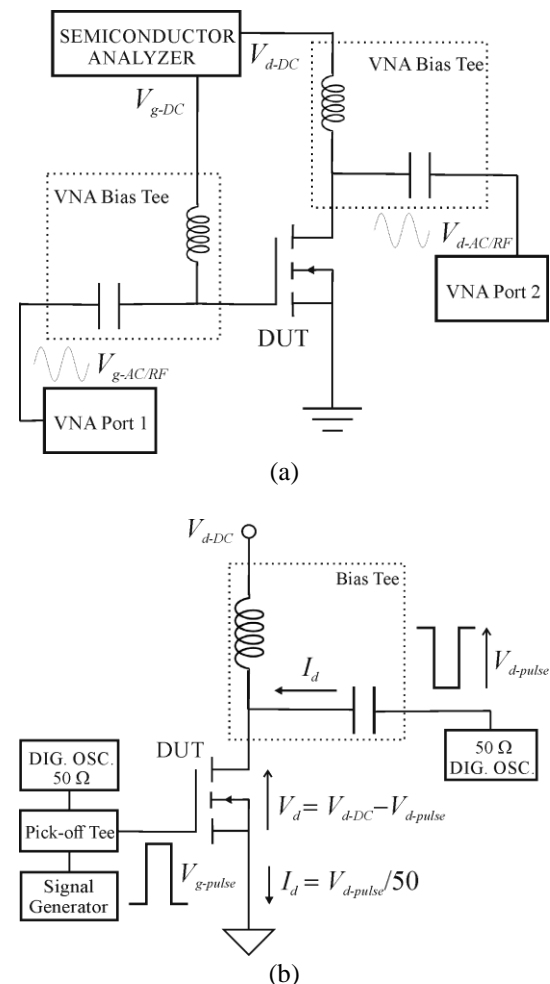 SEMICONDUCTOR
ANALYZER
V_{d-DC}
V_{g-DC}
VNA Bias Tee
VNA Bias Tee
V_{d-AC/RF}
VNA Port 2
DUT
V_{g-AC/RF}
VNA Port 1
(a)
V_{d-DC}
Bias Tee
V_{d-pulse}
I_d
50 Ω
DIG. OSC.
DUT
DIG. OSC.
50 Ω
Pick-off Tee
V_d = V_{d-DC} − V_{d-pulse}
V_{g-pulse}
Signal
Generator
I_d = V_{d-pulse}/50
(b)